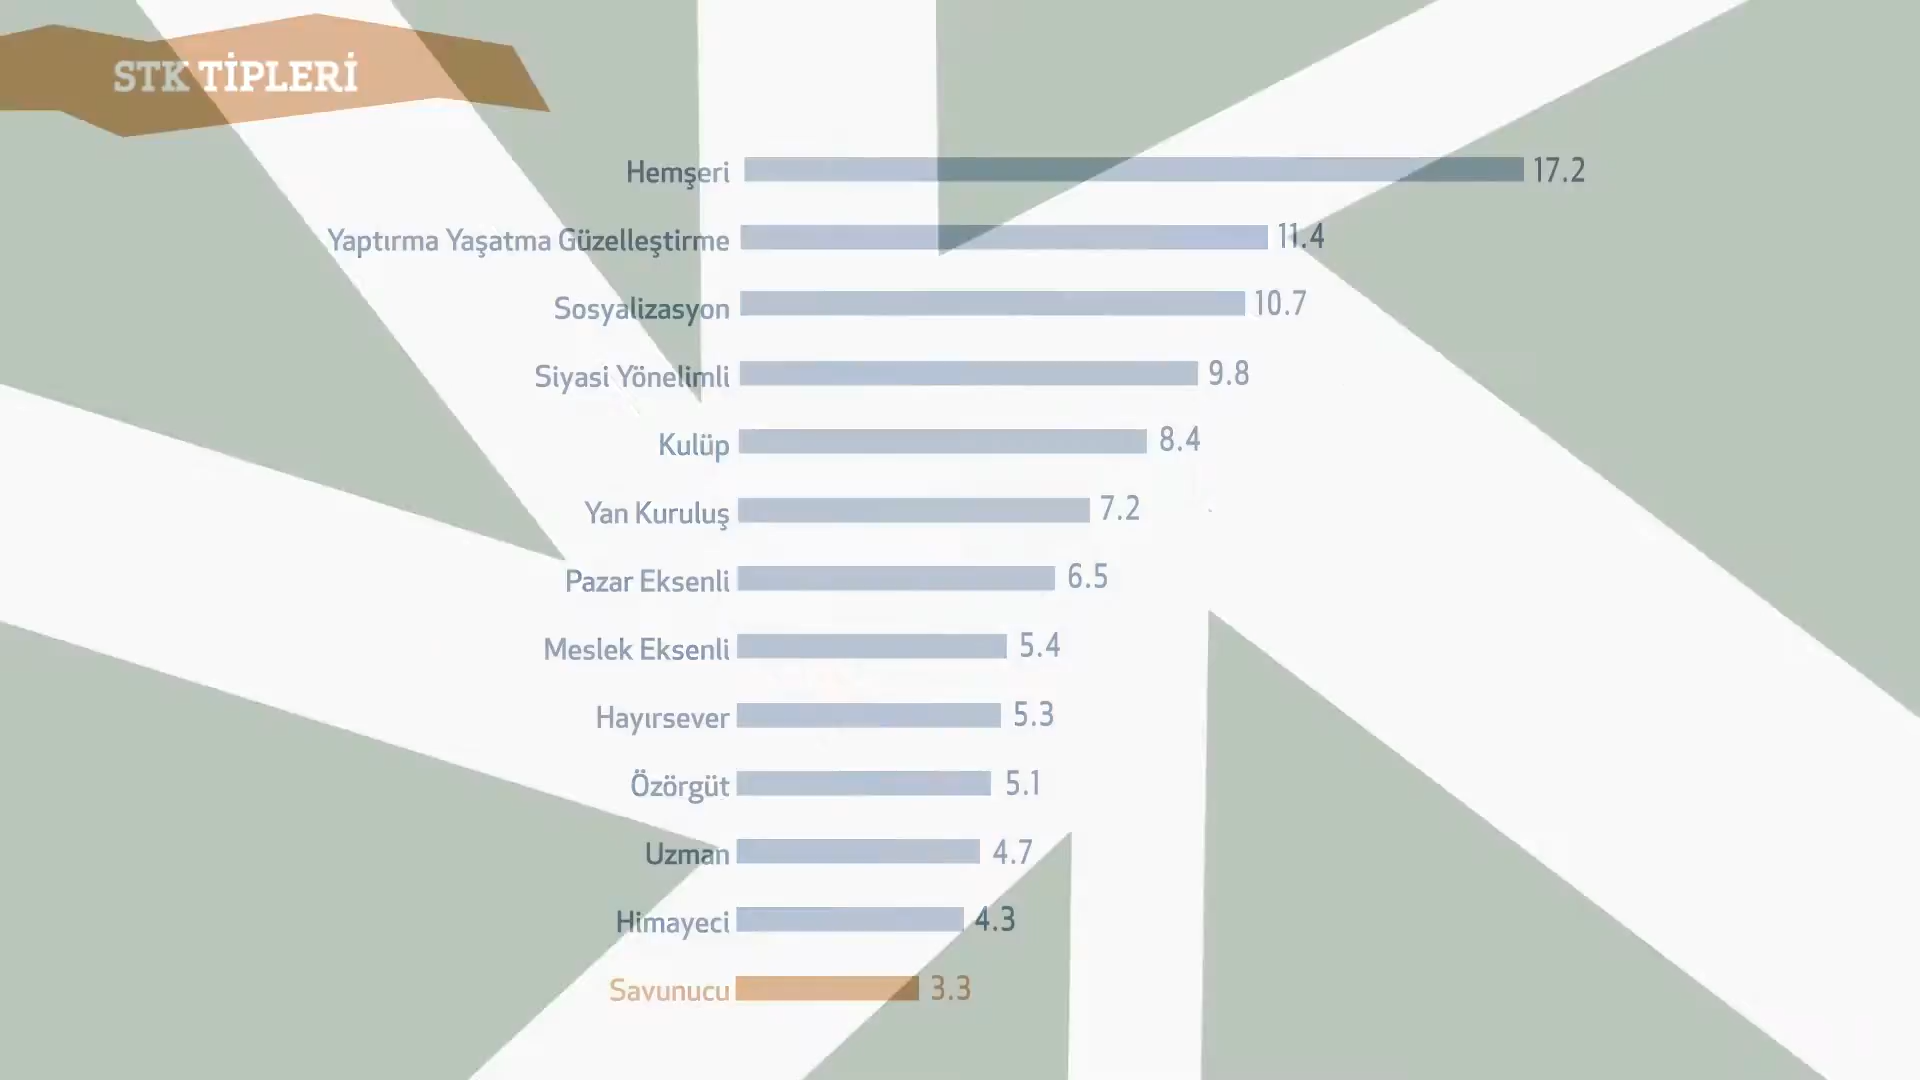 STK TİPLERİ
Hemşeri 17.2
Yaptırma Yaşatma Güzelleştirme 11.4
Sosyalizasyon 10.7
Siyasi Yönelimli 9.8
Kulüp 8.4
Yan Kuruluş 7.2
Pazar Eksenli 6.5
Meslek Eksenli 5.4
Hayırsever 5.3
Özörgüt 5.1
Uzman 4.7
Himayeci 4.3
Savunucu 3.3